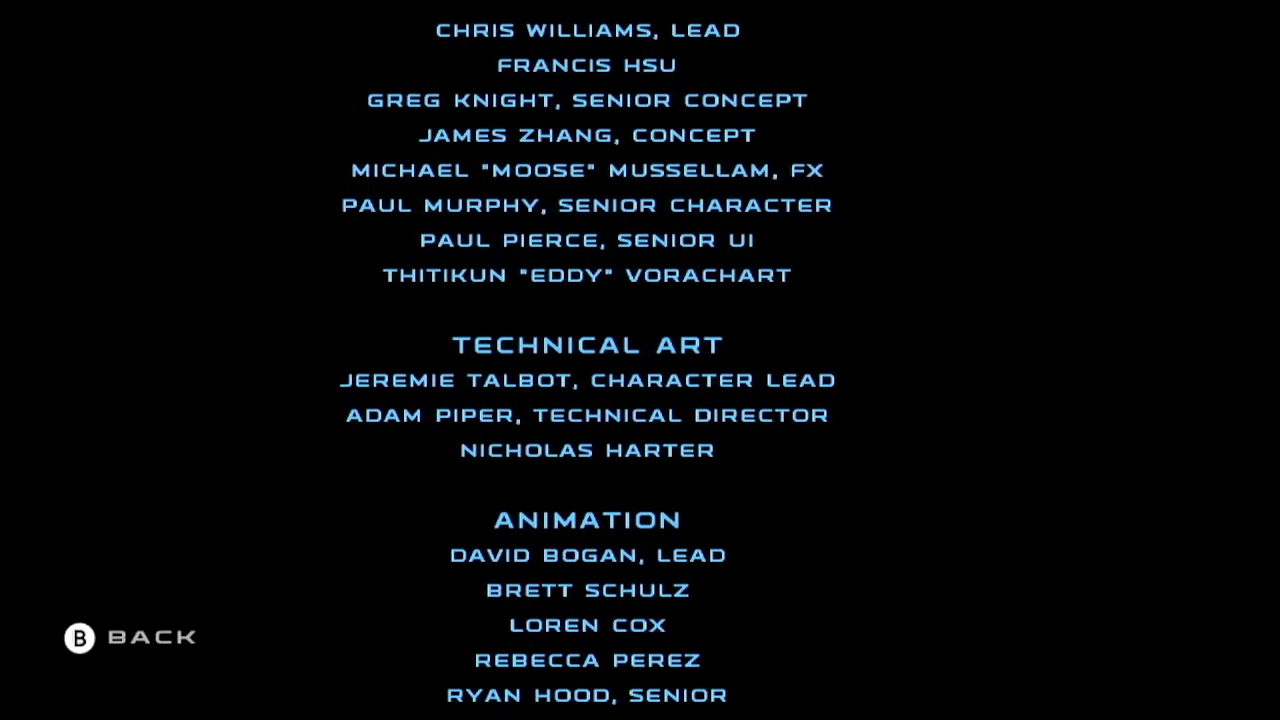 CHRIS WILLIAMS, LEAD
FRANCIS HSU
GREG KNIGHT, SENIOR CONCEPT
JAMES ZHANG, CONCEPT
MICHAEL "MOOSE" MUSSELLAM, FX
PAUL MURPHY, SENIOR CHARACTER
PAUL PIERCE, SENIOR UI
THITIKUN "EDDY" VORACHART
TECHNICAL ART
JEREMIE TALBOT, CHARACTER LEAD
ADAM PIPER, TECHNICAL DIRECTOR
NICHOLAS HARTER
ANIMATION
DAVID BOGAN, LEAD
BRETT SCHULZ
LOREN COX
B BACK
REBECCA PEREZ
RYAN HOOD, SENIOR